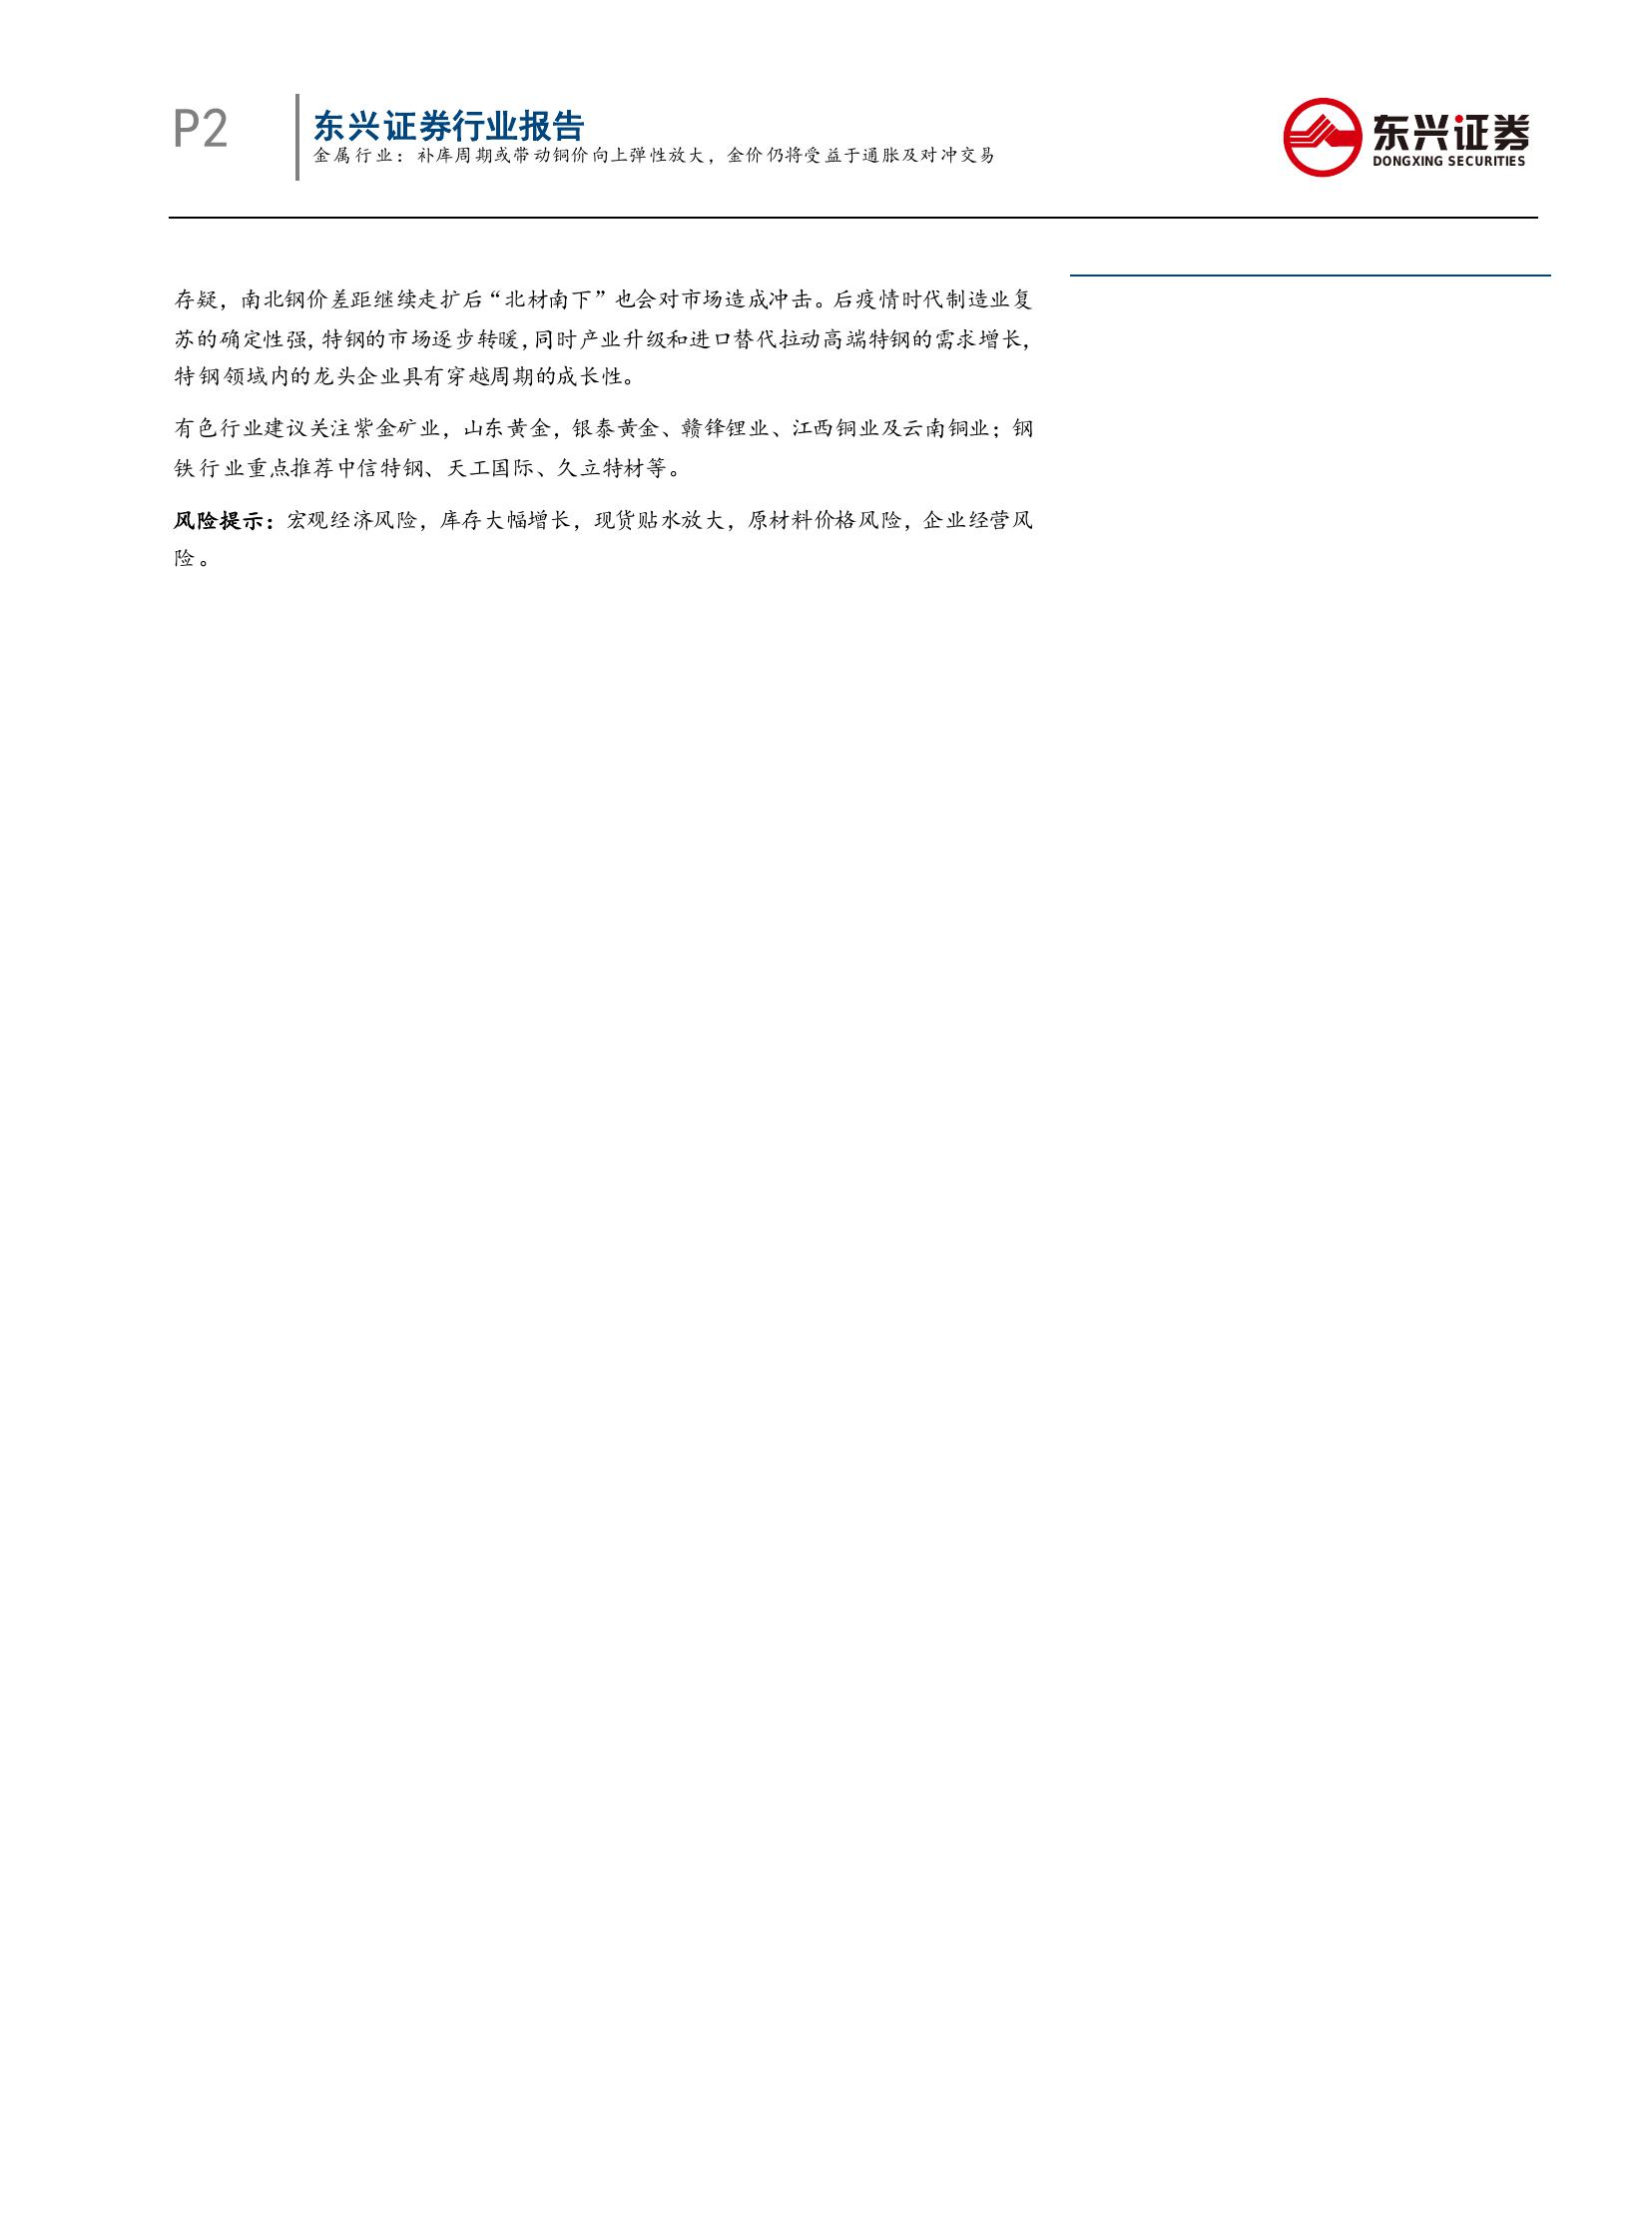 P2
东兴证券行业报告
金属行业：补库周期或带动铜价向上弹性放大，金价仍将受益于通胀及对冲交易
东兴证券
DONGXING SECURITIES
存疑，南北钢价差距继续走扩后“北材南下”也会对市场造成冲击。后疫情时代制造业复
苏的确定性强，特钢的市场逐步转暖，同时产业升级和进口替代拉动高端特钢的需求增长，
特钢领域内的龙头企业具有穿越周期的成长性。
有色行业建议关注紫金矿业，山东黄金，银泰黄金、赣锋锂业、江西铜业及云南铜业；钢
铁行业重点推荐中信特钢、天工国际、久立特材等。
风险提示：宏观经济风险，库存大幅增长，现货贴水放大，原材料价格风险，企业经营风
险。